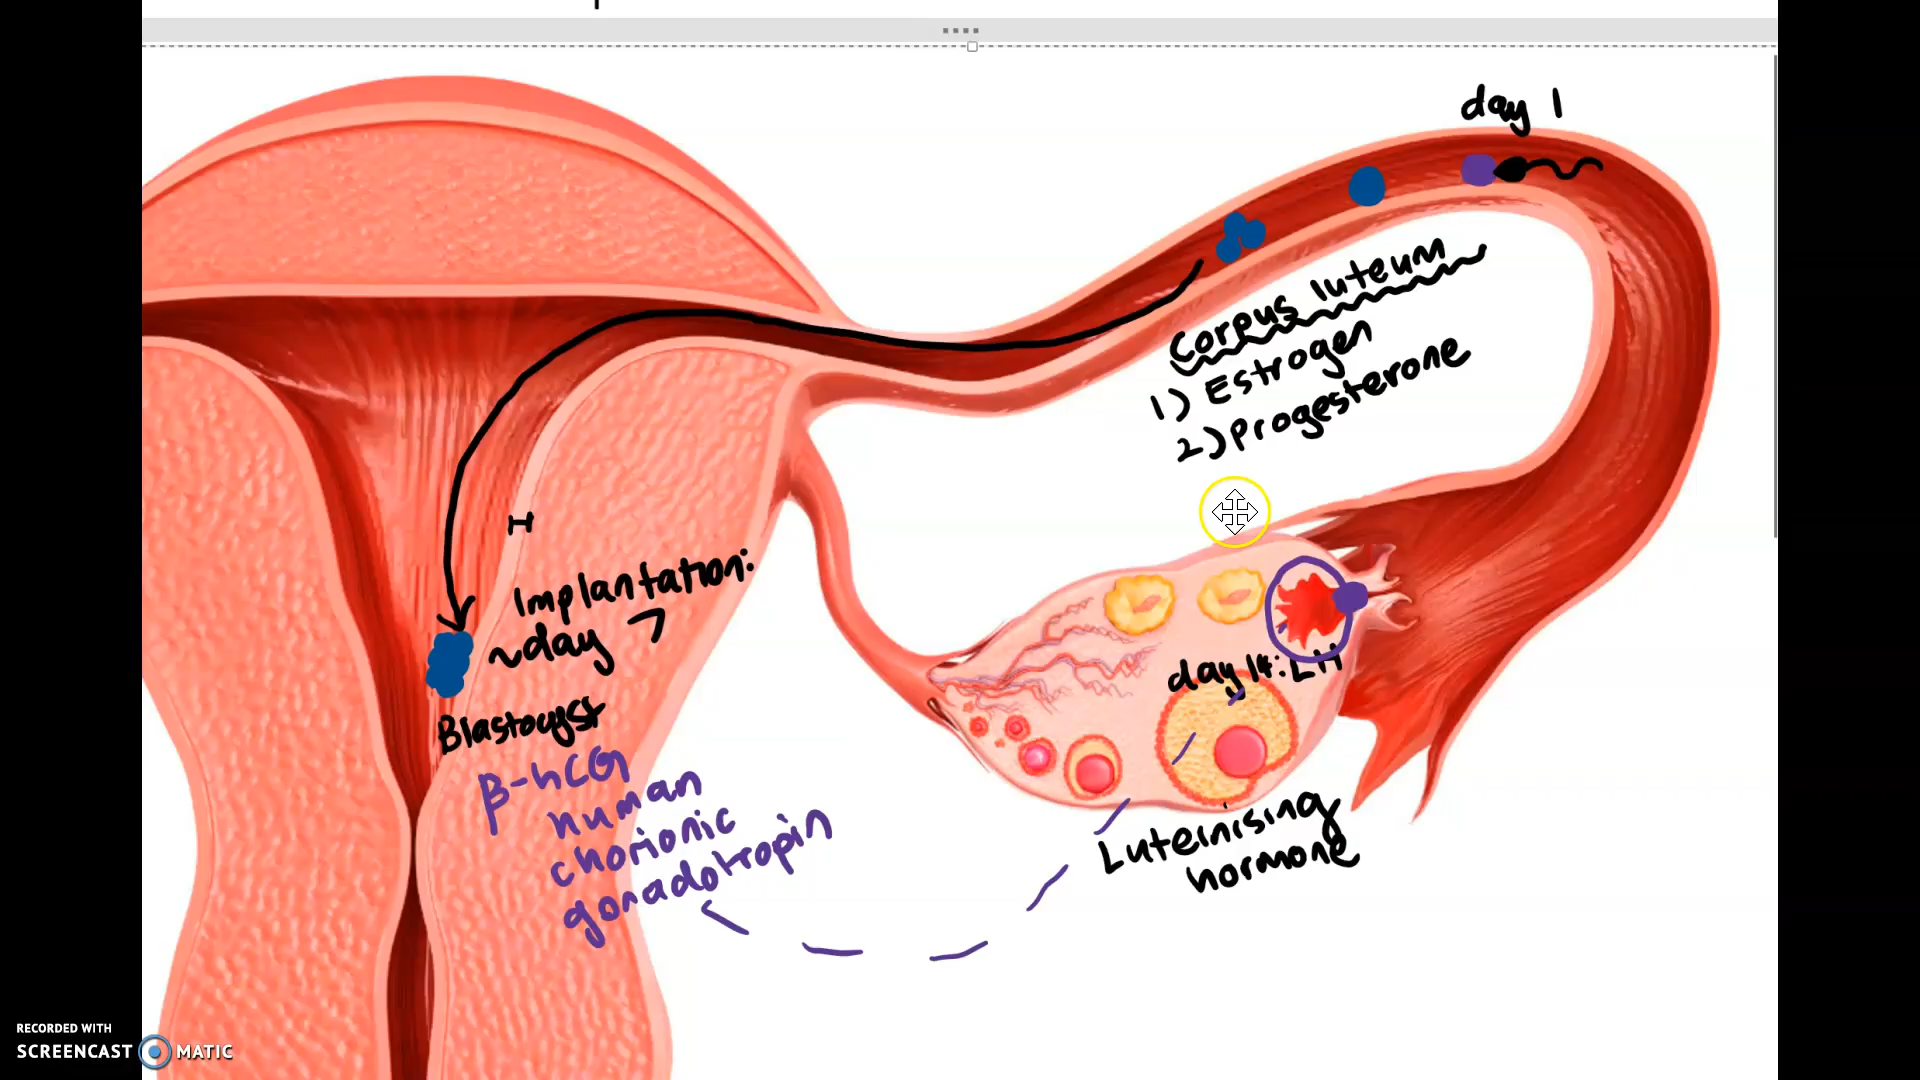 day 1
Corpus luteum
1) Estrogen
2) Progesterone
Implantation:
~day 7
Blastocyst
β-hCG
human
chorionic
gonadotropin
day 14: LH
Luteinising
hormone
RECORDED WITH
SCREENCAST MATIC